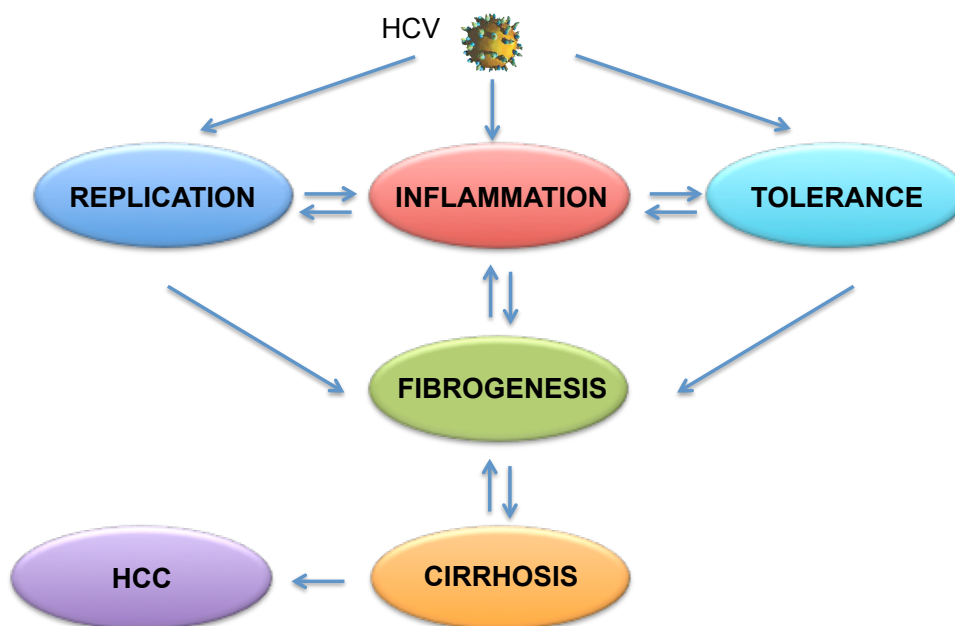 HCV
REPLICATION
INFLAMMATION
TOLERANCE
FIBROGENESIS
HCC
CIRRHOSIS